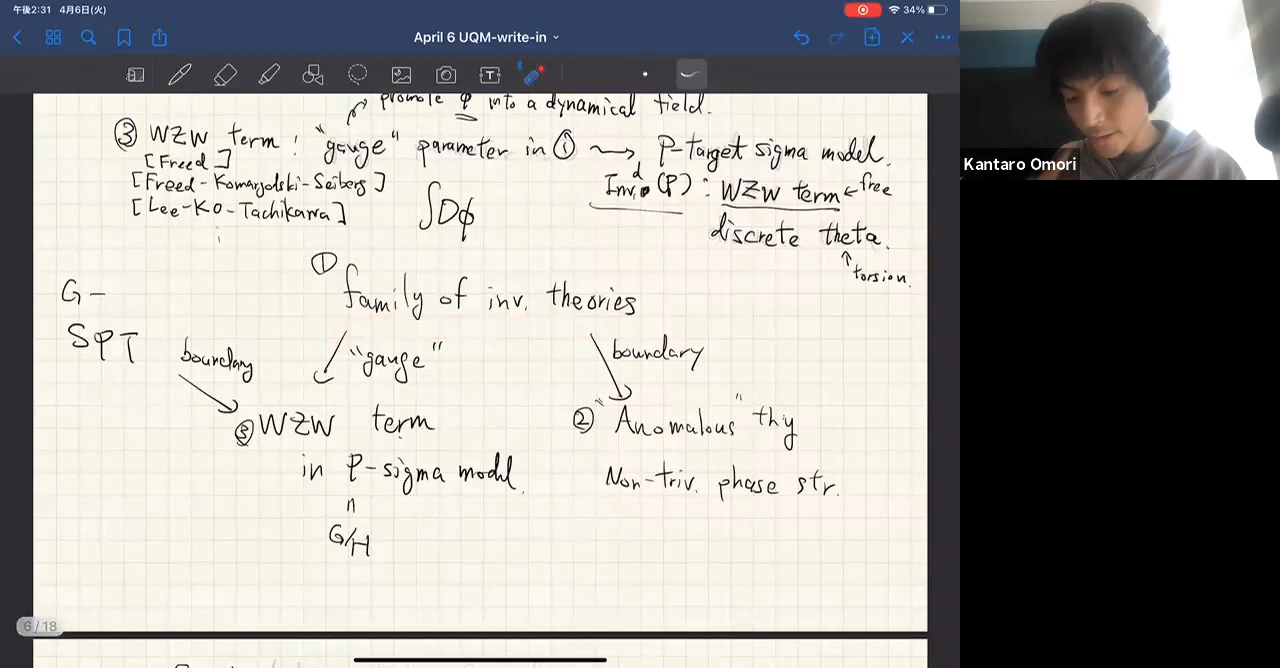 午後2:31 4月6日(火)
34%
April 6 UQM-write-in
promote φ into a dynamical field.
③ WZW term : "gauge" parameter in ① ⇝ P-target sigma model.
[Freed]
[Freed-Komargodski-Seiberg]
[Lee-Ko-Tachikawa]
∫Dφ
Inv^d (P) : WZW term ← free
discrete theta.
↑ torsion.
G-
SPT
① family of inv. theories
boundary
"gauge"
boundary
③ WZW term
in P-sigma model.
G/H
② "Anomalous" thy
Non-triv. phase str.
6 / 18
Kantaro Omori